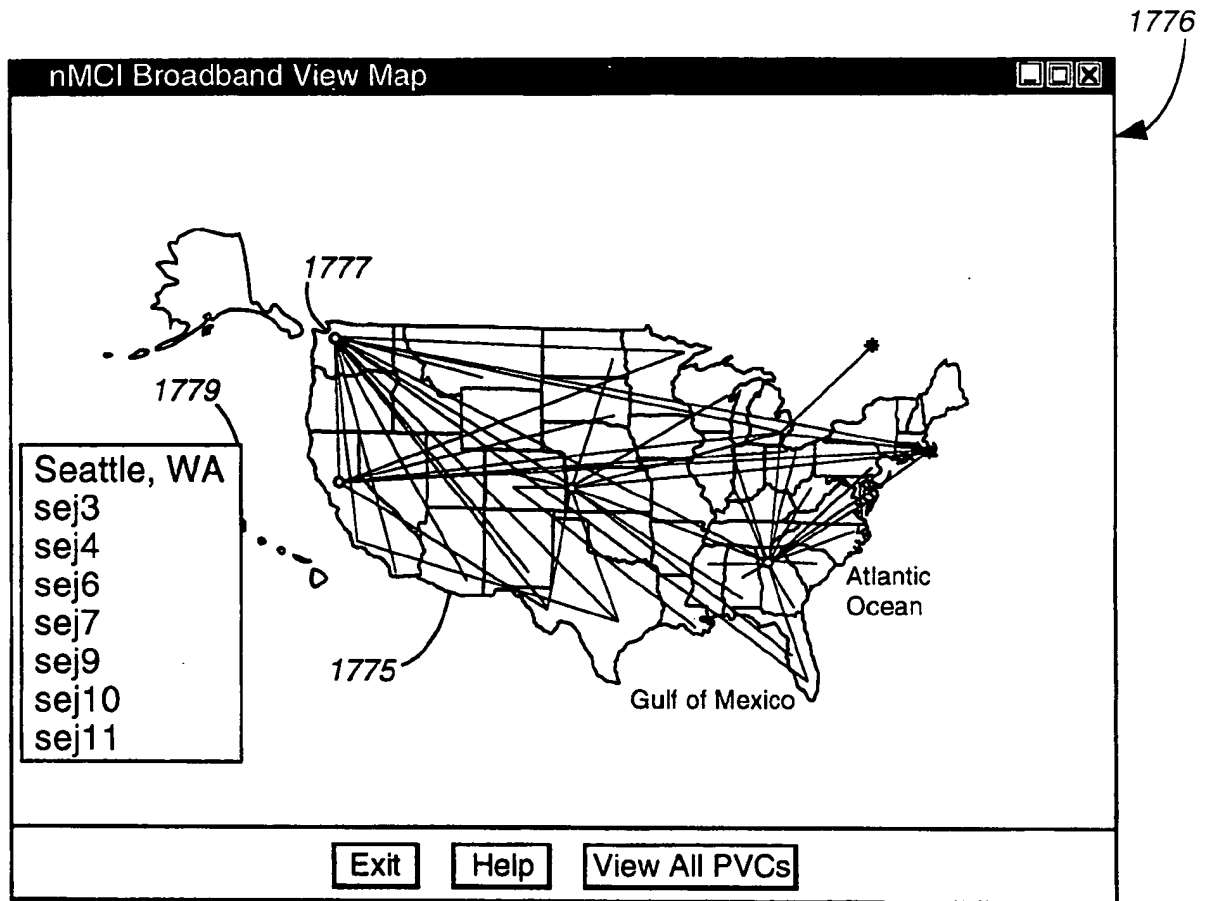 1776
nMCI Broadband View Map
1777
1779
Seattle, WA
sej3
sej4
sej6
sej7
sej9
sej10
sej11
1775
Atlantic
Ocean
Gulf of Mexico
Exit
Help
View All PVCs